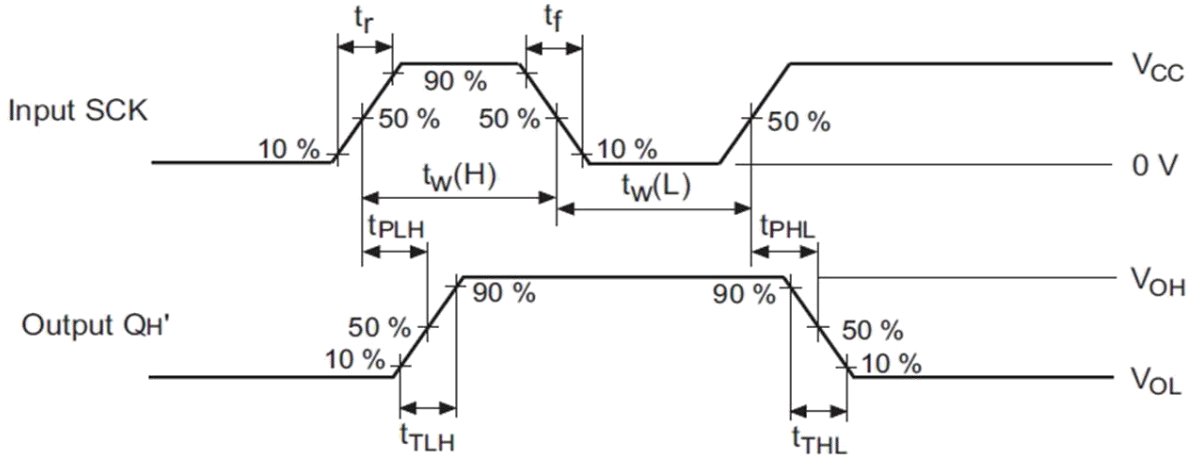 tr
tf
VCC
90 %
Input SCK
50 %
50 %
50 %
10 %
10 %
0 V
tW(H)
tW(L)
tPLH
tPHL
90 %
90 %
VOH
Output QH'
50 %
50 %
10 %
10 %
VOL
tTLH
tTHL